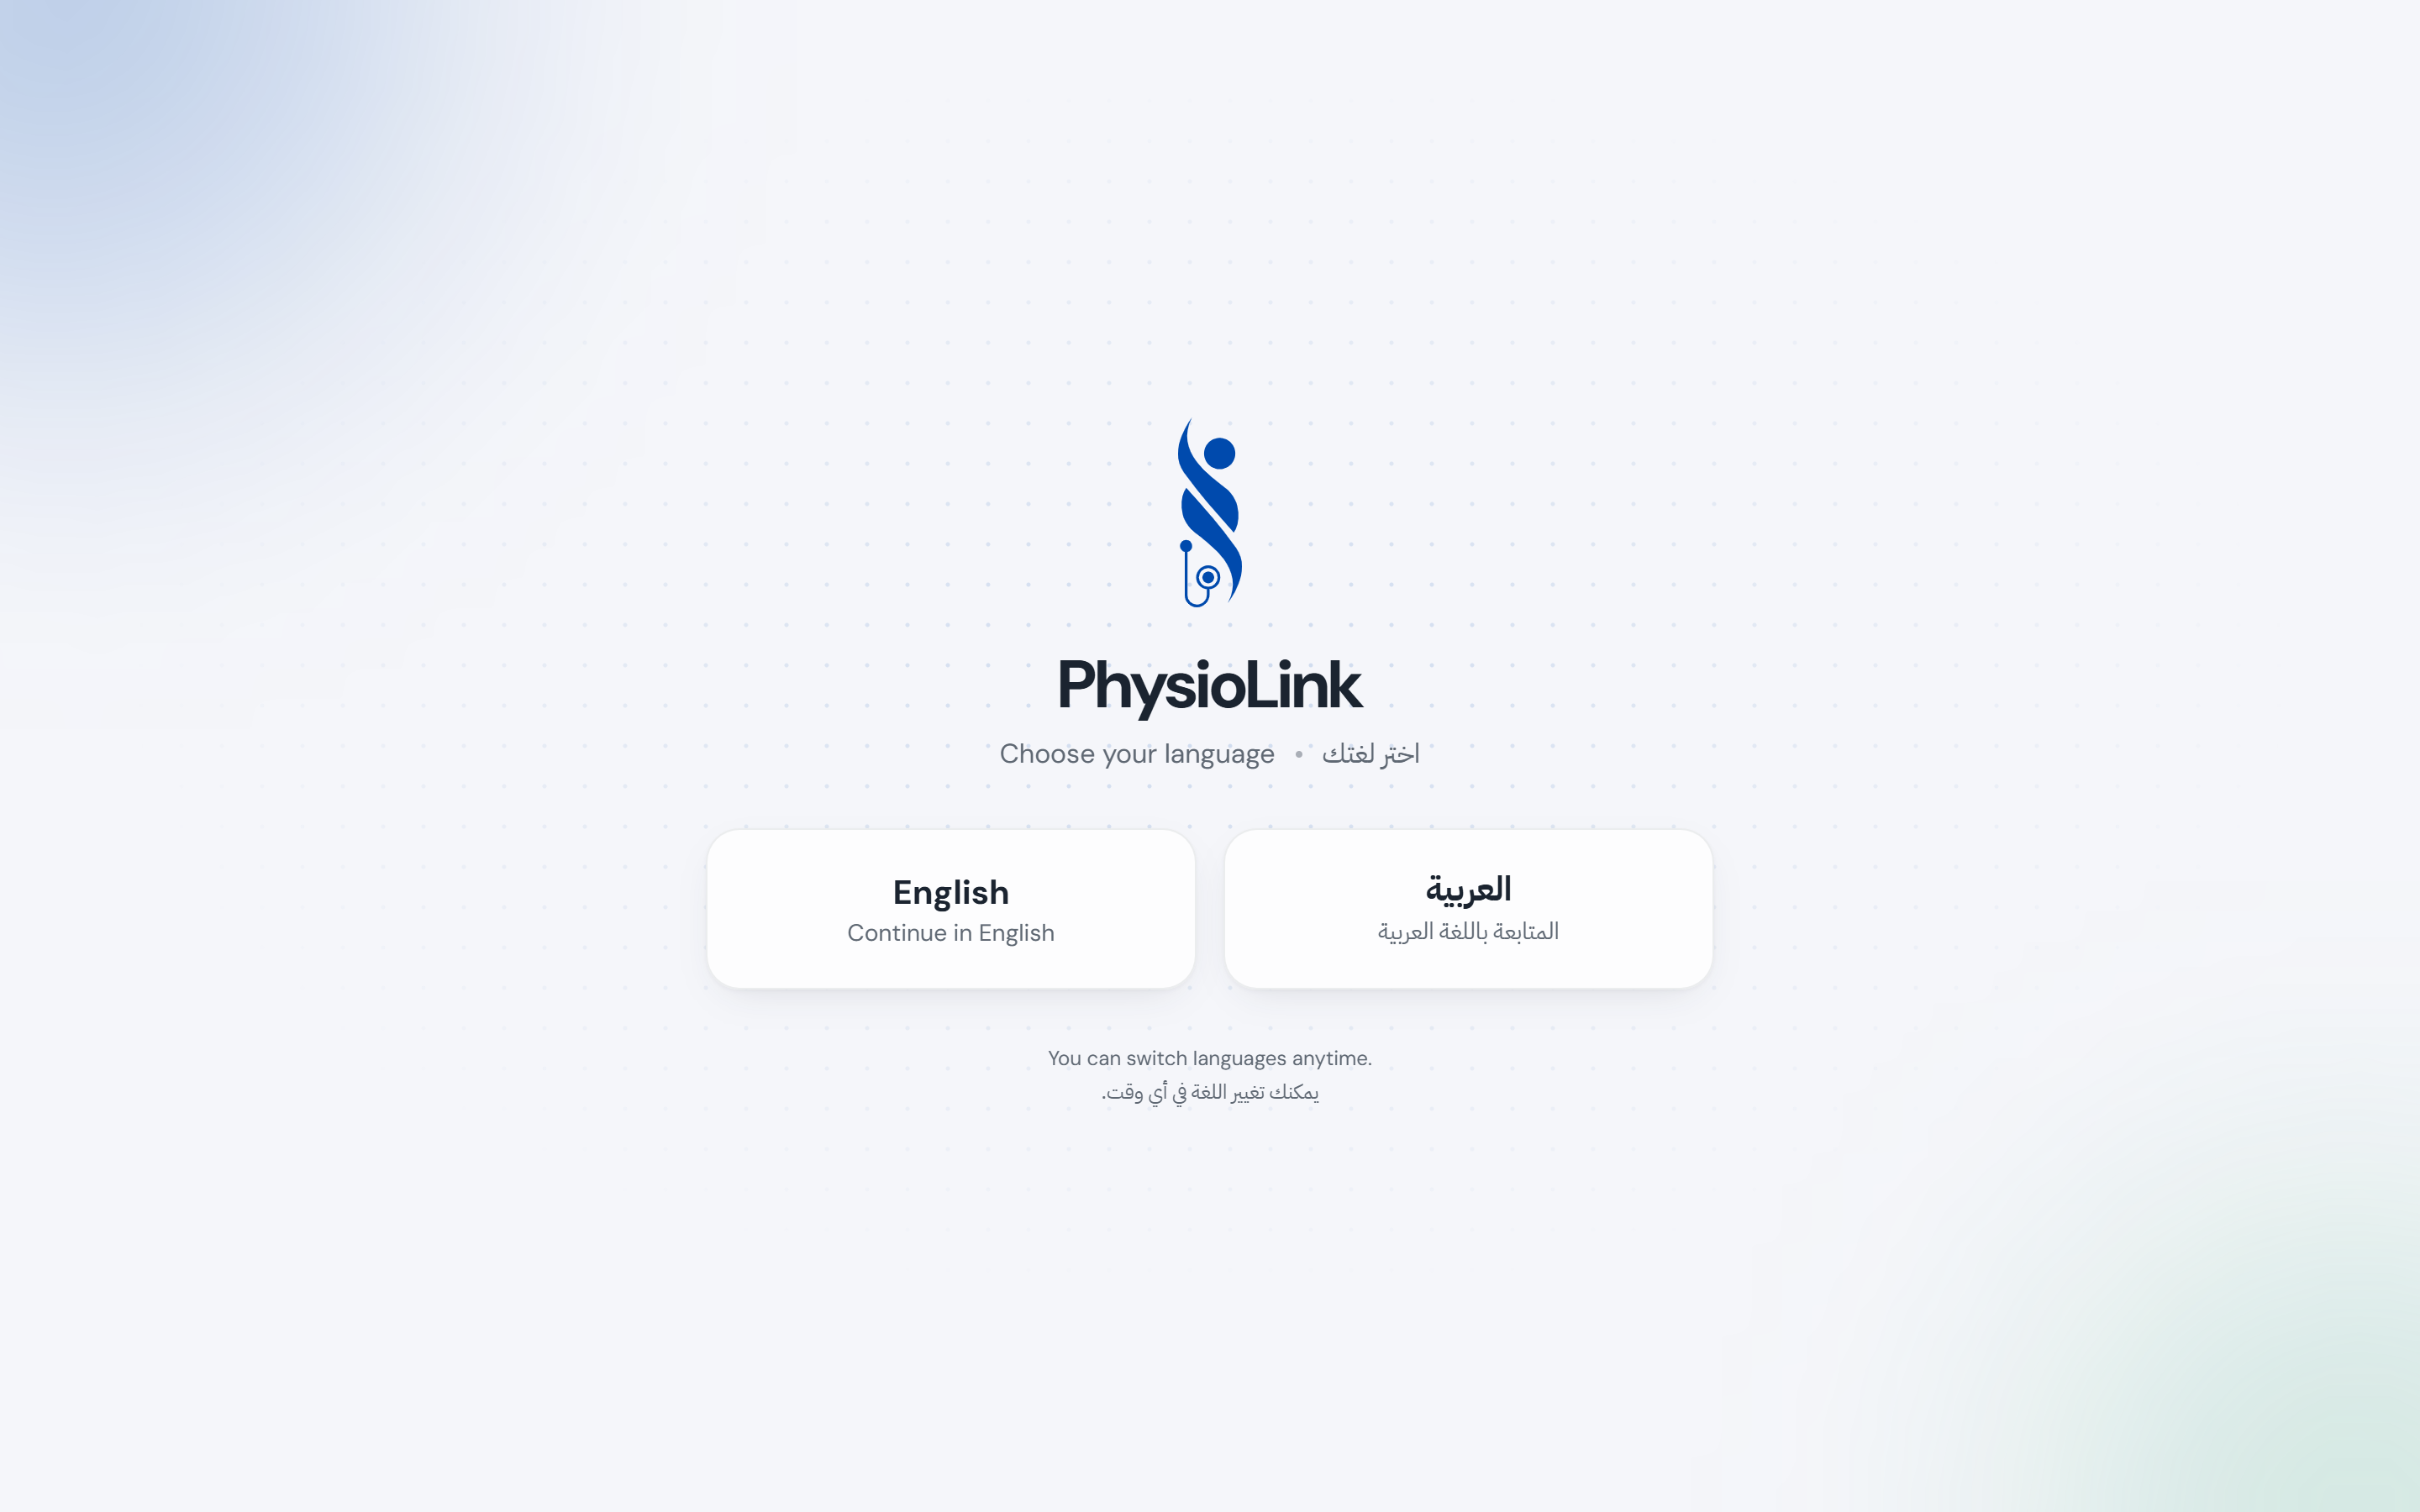 PhysioLink
Choose your language • اختر لغتك
English
Continue in English
العربية
المتابعة باللغة العربية
You can switch languages anytime.
يمكنك تغيير اللغة في أي وقت.